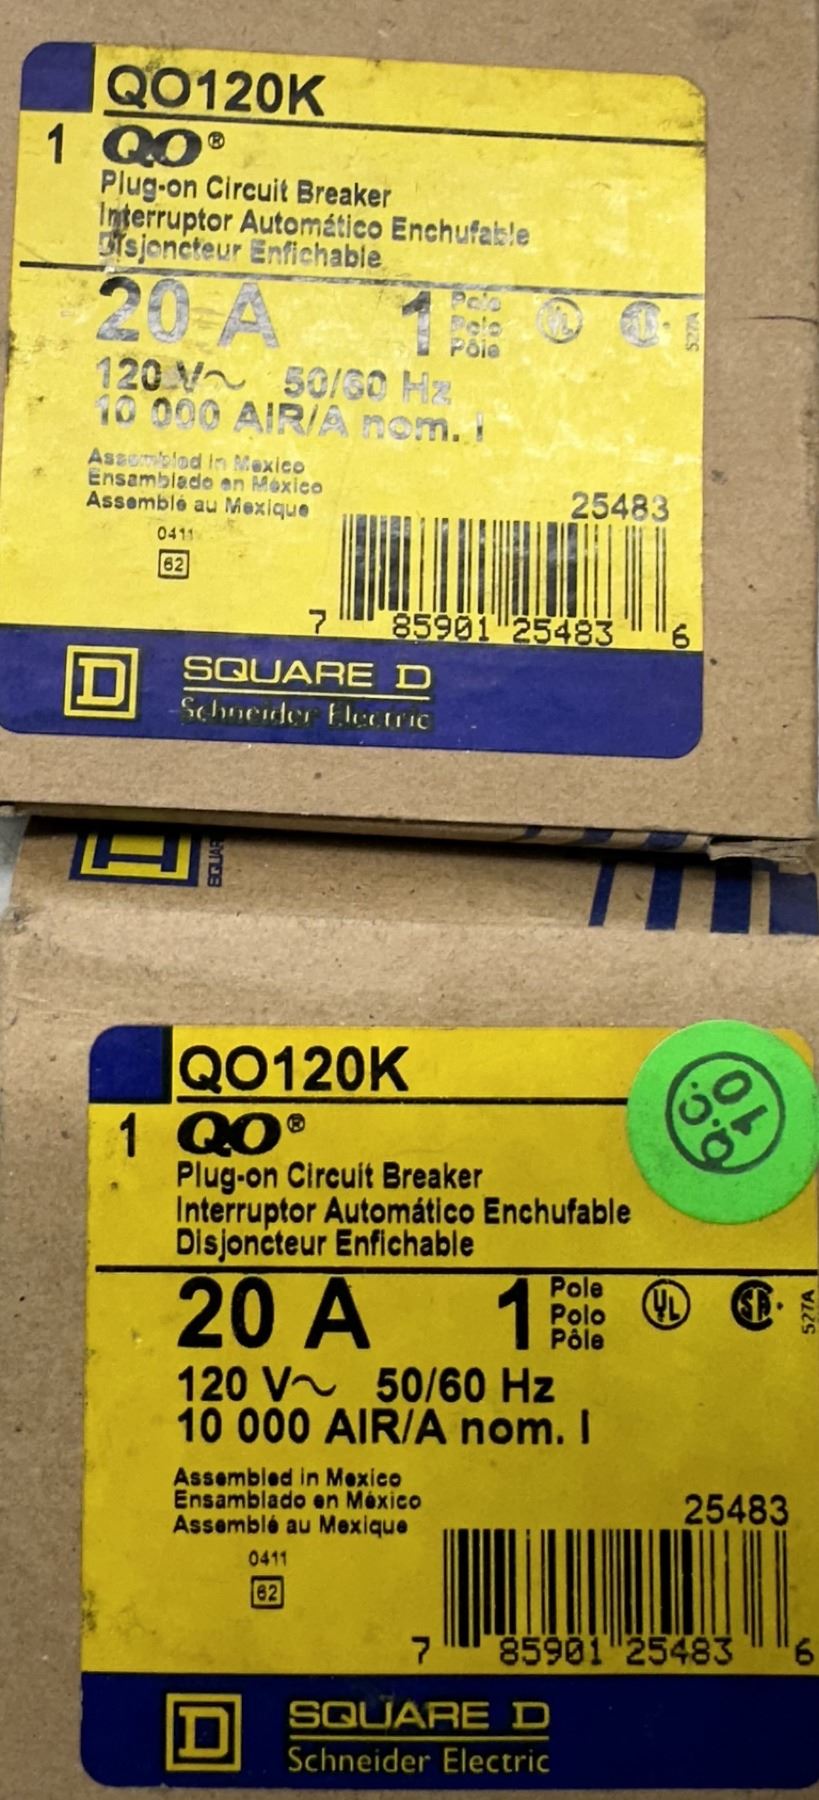 QO120K
1 QO®
Plug-on Circuit Breaker
Interruptor Automático Enchufable
Disjoncteur Enfichable
20 A 1 Pole
Polo
Pôle
UL
527A
120 V~ 50/60 Hz
10 000 AIR/A nom. I
Assembled in Mexico
Ensamblado en México
Assemblé au Mexique
0411
62
25483
7 85901 25483 6
D SQUARE D
Schneider Electric
QO120K
1 QO®
Q.C.
10
Plug-on Circuit Breaker
Interruptor Automático Enchufable
Disjoncteur Enfichable
20 A 1 Pole
Polo
Pôle
UL
SA
527A
120 V~ 50/60 Hz
10 000 AIR/A nom. I
Assembled in Mexico
Ensamblado en México
Assemblé au Mexique
0411
62
25483
7 85901 25483 6
D SQUARE D
Schneider Electric